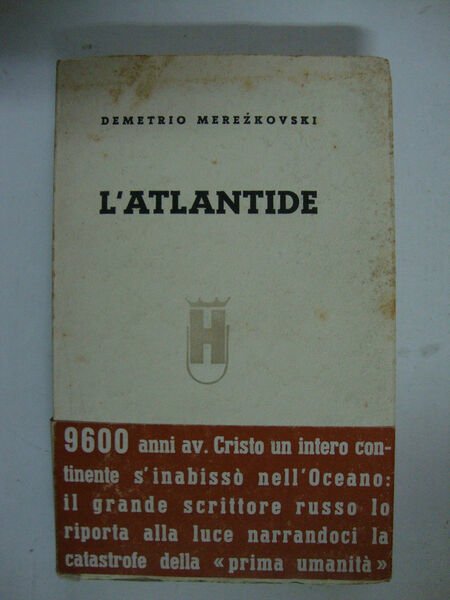 DEMETRIO MEREŻKOVSKI
L'ATLANTIDE
H
9600 anni av. Cristo un intero con-
tinente s'inabissò nell'Oceano:
il grande scrittore russo lo
riporta alla luce narrandoci la
catastrofe della « prima umanità »